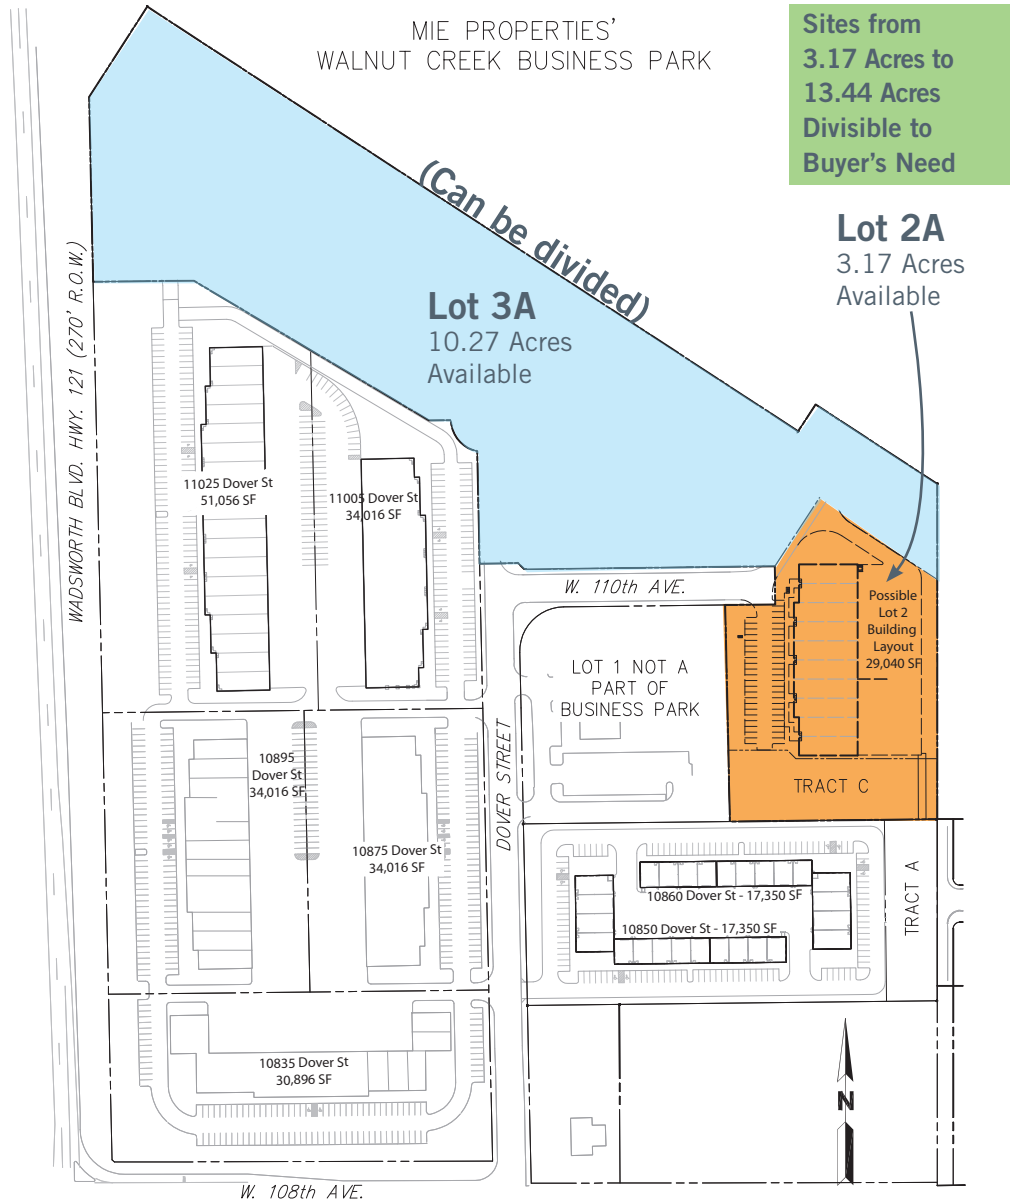 MIE PROPERTIES'
WALNUT CREEK BUSINESS PARK
Sites from
3.17 Acres to
13.44 Acres
Divisible to
Buyer's Need
(Can be divided)
Lot 2A
3.17 Acres
Available
Lot 3A
10.27 Acres
Available
WADSWORTH BLVD. HWY. 121 (270' R.O.W.)
11025 Dover St
51,056 SF
11005 Dover St
34,016 SF
W. 110th AVE.
Possible
Lot 2
Building
Layout
29,040 SF
LOT 1 NOT A
PART OF
BUSINESS PARK
DOVER STREET
TRACT C
10895
Dover St
34,016 SF
10875 Dover St
34,016 SF
10860 Dover St - 17,350 SF
10850 Dover St - 17,350 SF
TRACT A
10835 Dover St
30,896 SF
N
W. 108th AVE.